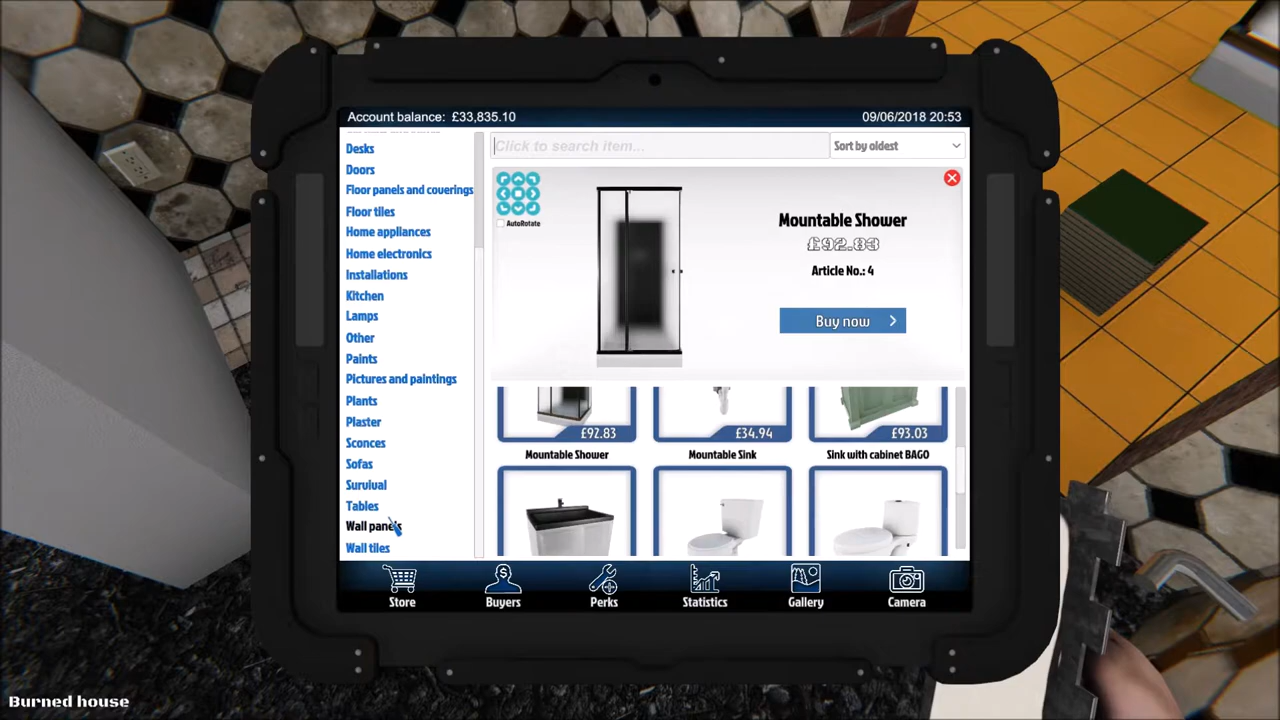 Account balance: £33,835.10
09/06/2018 20:53
Desks
Doors
Floor panels and coverings
Floor tiles
Home appliances
Home electronics
Installations
Kitchen
Lamps
Other
Paints
Pictures and paintings
Plants
Plaster
Sconces
Sofas
Survival
Tables
Wall panels
Wall tiles
Click to search item...
Sort by oldest
AutoRotate
Mountable Shower
£92.83
Article No.: 4
Buy now
£92.83
£34.94
£93.03
Mountable Shower
Mountable Sink
Sink with cabinet BAGO
Store
Buyers
Perks
Statistics
Gallery
Camera
Burned house